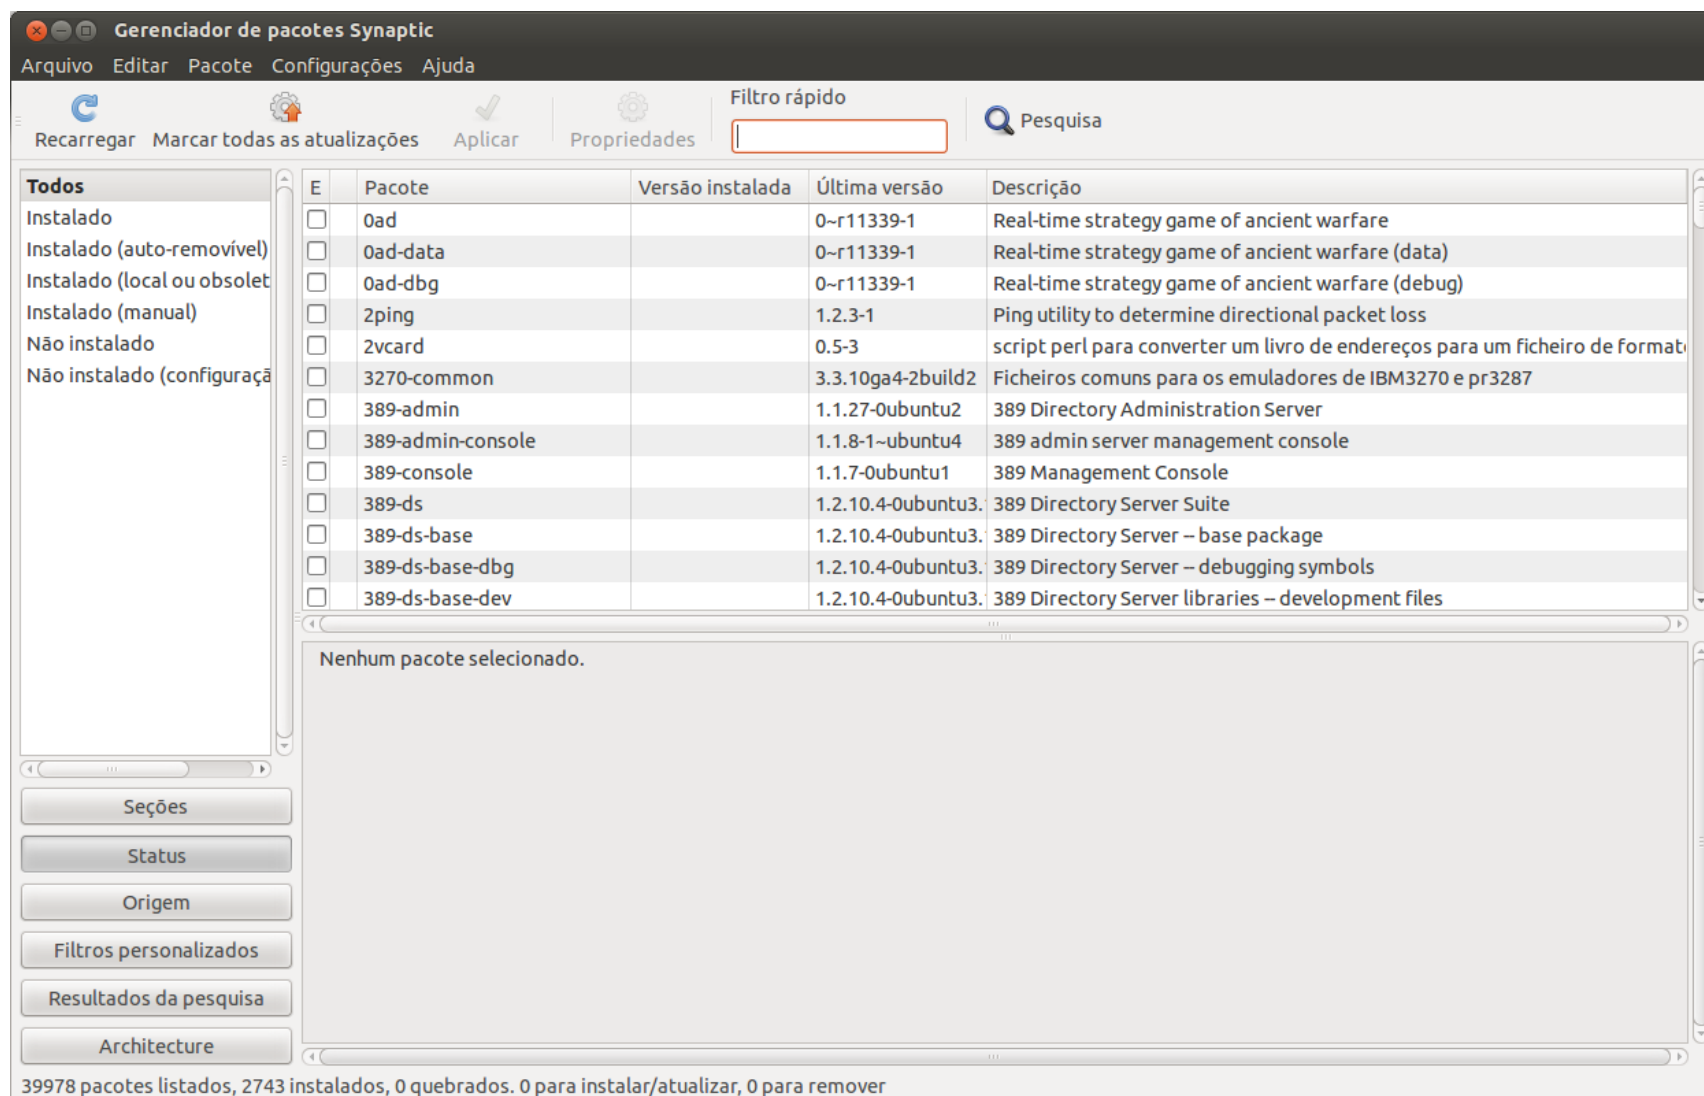 Gerenciador de pacotes Synaptic
Arquivo Editar Pacote Configurações Ajuda
Recarregar Marcar todas as atualizações Aplicar Propriedades Filtro rápido Pesquisa
Todos
Instalado
Instalado (auto-removível)
Instalado (local ou obsolet
Instalado (manual)
Não instalado
Não instalado (configuraçã
E Pacote Versão instalada Última versão Descrição
0ad 0~r11339-1 Real-time strategy game of ancient warfare
0ad-data 0~r11339-1 Real-time strategy game of ancient warfare (data)
0ad-dbg 0~r11339-1 Real-time strategy game of ancient warfare (debug)
2ping 1.2.3-1 Ping utility to determine directional packet loss
2vcard 0.5-3 script perl para converter um livro de endereços para um ficheiro de format
3270-common 3.3.10ga4-2build2 Ficheiros comuns para os emuladores de IBM3270 e pr3287
389-admin 1.1.27-0ubuntu2 389 Directory Administration Server
389-admin-console 1.1.8-1~ubuntu4 389 admin server management console
389-console 1.1.7-0ubuntu1 389 Management Console
389-ds 1.2.10.4-0ubuntu3. 389 Directory Server Suite
389-ds-base 1.2.10.4-0ubuntu3. 389 Directory Server -- base package
389-ds-base-dbg 1.2.10.4-0ubuntu3. 389 Directory Server -- debugging symbols
389-ds-base-dev 1.2.10.4-0ubuntu3. 389 Directory Server libraries -- development files
Nenhum pacote selecionado.
Seções
Status
Origem
Filtros personalizados
Resultados da pesquisa
Architecture
39978 pacotes listados, 2743 instalados, 0 quebrados. 0 para instalar/atualizar, 0 para remover